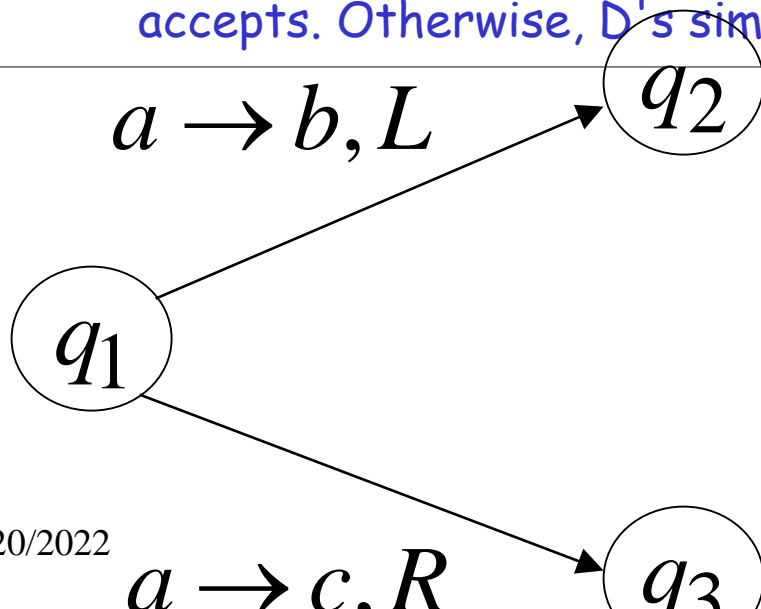 accepts. Otherwise, D's sim
a → b, L
q2
q1
20/2022
a → c, R
q3